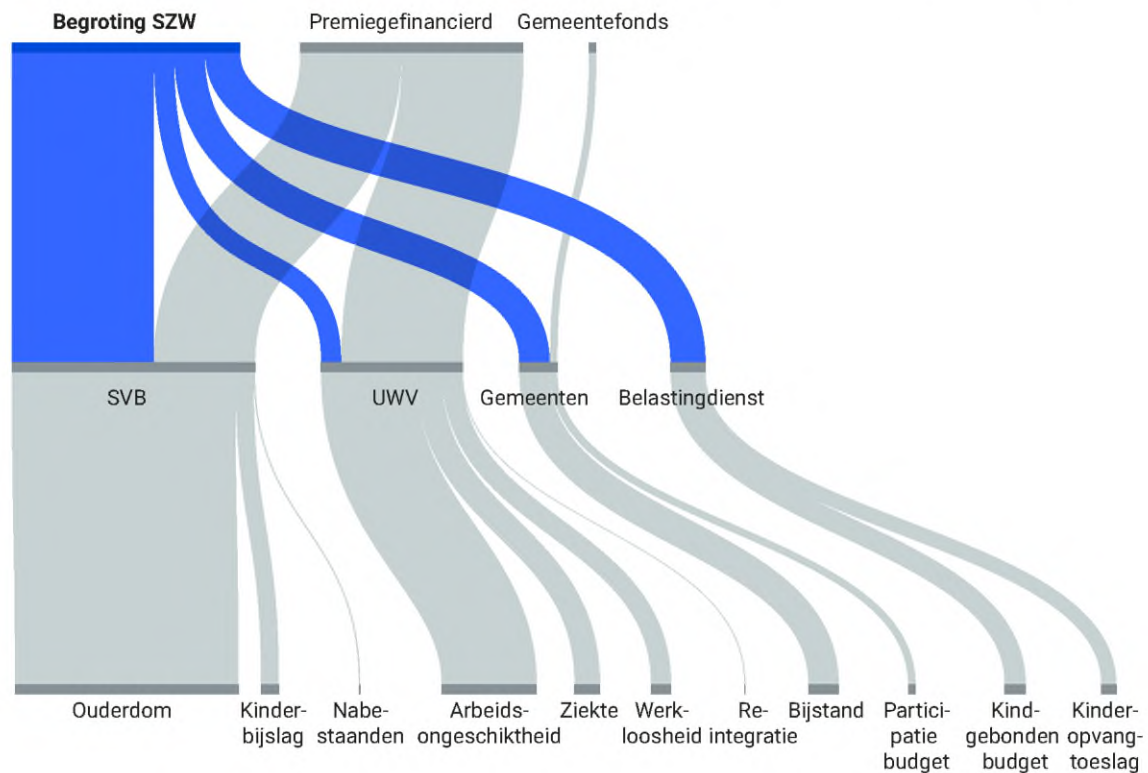 Begroting SZW
Premiegefinancierd
Gemeentefonds
SVB
UWV
Gemeenten
Belastingdienst
Ouderdom
Kinder-
bijslag
Nabe-
staanden
Arbeids-
ongeschiktheid
Ziekte
Werk-
loosheid
Re-
integratie
Bijstand
Partici-
patie
budget
Kind-
gebonden
budget
Kinder-
opvang-
toeslag